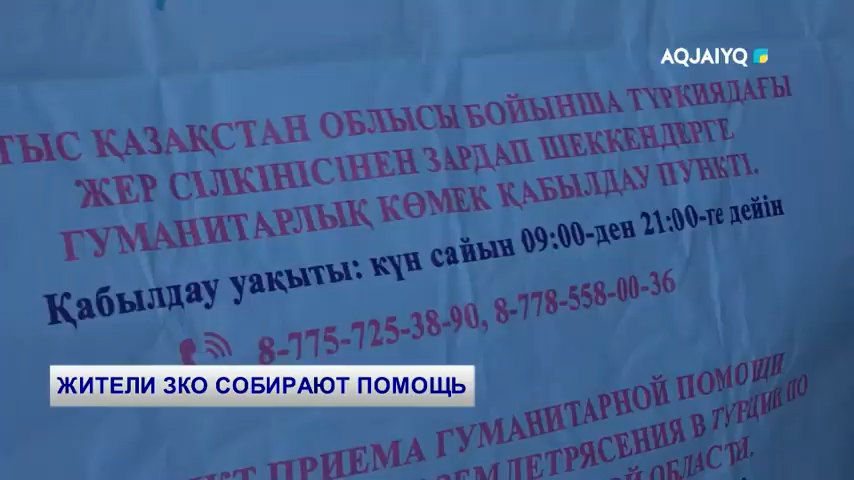 AQJAIYQ
ТЫС ҚАЗАҚСТАН ОБЛЫСЫ БОЙЫНША ТҮРКИЯДАҒЫ
ЖЕР СІЛКІНІСІНЕН ЗАРДАП ШЕККЕНДЕРГЕ
ГУМАНИТАРЛЫҚ КӨМЕК ҚАБЫЛДАУ ПУНКТІ.
Қабылдау уақыты: күн сайын 09:00-ден 21:00-ге дейін
8-775-725-38-90, 8-778-558-00-36
ЖИТЕЛИ ЗКО СОБИРАЮТ ПОМОЩЬ
КТ ПРИЕМА ГУМАНИТАРНОЙ ПОМОЩИ
ЗЕМЛЕТРЯСЕНИЯ В ТУРЦИИ ПО
ОЙ ОБЛАСТИ.